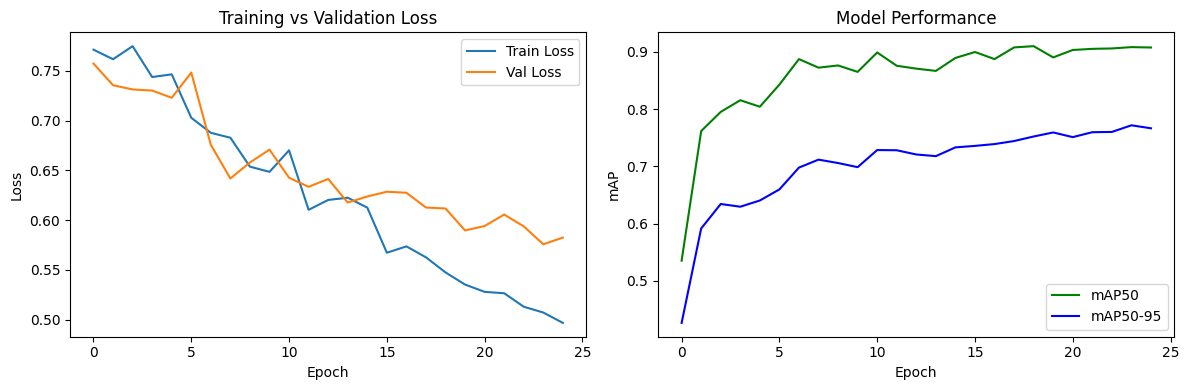 Training vs Validation Loss
Train Loss
Val Loss
0.75
0.70
0.65
0.60
0.55
0.50
Loss
0 5 10 15 20 25
Epoch
Model Performance
0.9
0.8
0.7
0.6
0.5
mAP
mAP50
mAP50-95
0 5 10 15 20 25
Epoch